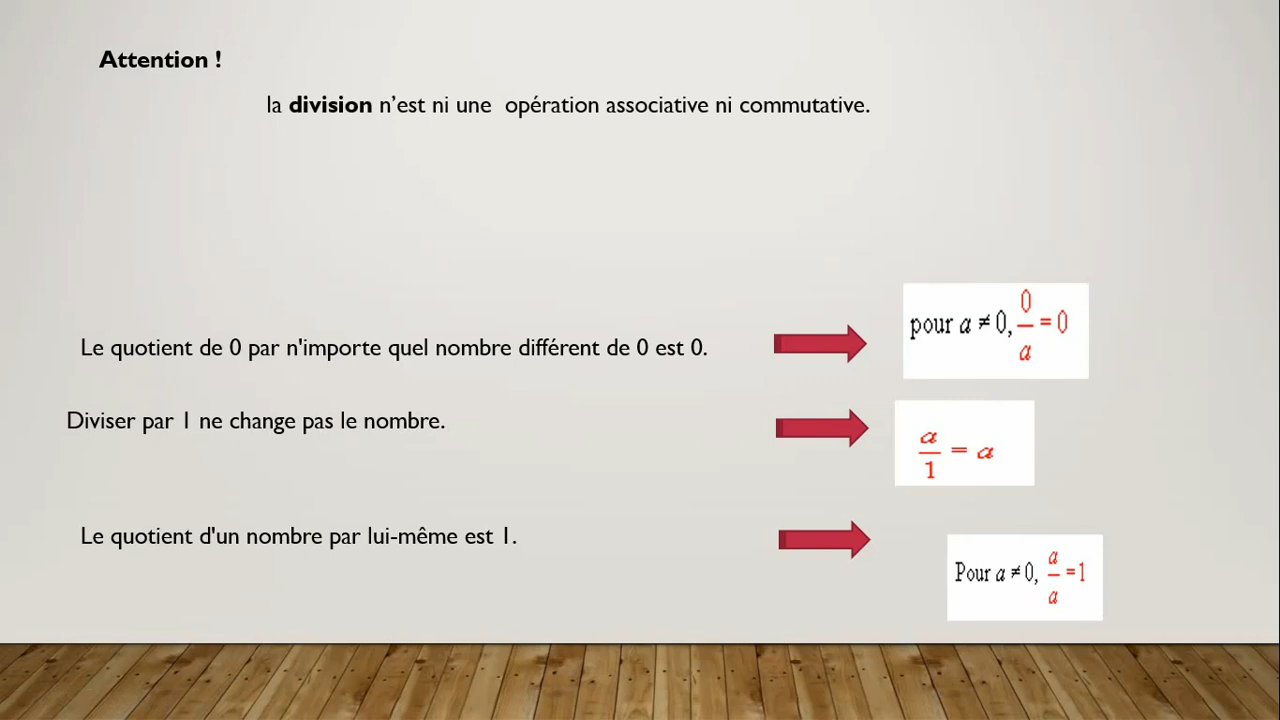 Attention !
la division n’est ni une  opération associative ni commutative.
Le quotient de 0 par n'importe quel nombre différent de 0 est 0.
pour a ≠ 0, 0/a = 0
Diviser par 1 ne change pas le nombre.
a/1 = a
Le quotient d'un nombre par lui-même est 1.
Pour a ≠ 0, a/a =1